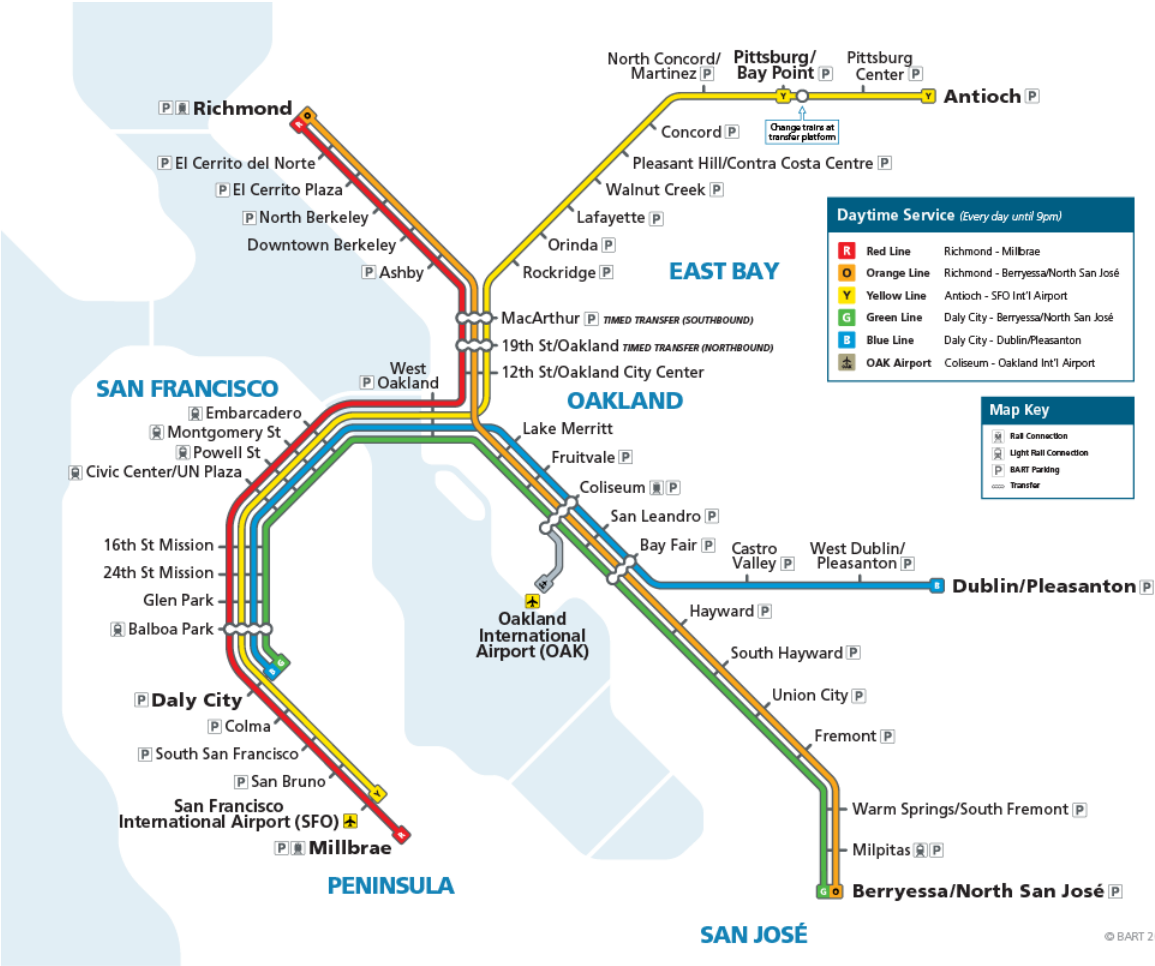 North Concord/
Martinez P
Pittsburg/
Bay Point P
Pittsburg
Center P
P Richmond
Y
Y
Antioch P
O
R
Change trains at
transfer platform
Concord P
P El Cerrito del Norte
Pleasant Hill/Contra Costa Centre P
P El Cerrito Plaza
Walnut Creek P
P North Berkeley
Lafayette P
Downtown Berkeley
Orinda P
P Ashby
Rockridge P
EAST BAY
Daytime Service (Every day until 9pm)
R Red Line Richmond - Millbrae
O Orange Line Richmond - Berryessa/North San José
Y Yellow Line Antioch - SFO Int'l Airport
G Green Line Daly City - Berryessa/North San José
B Blue Line Daly City - Dublin/Pleasanton
OAK Airport Coliseum - Oakland Int'l Airport
MacArthur P TIMED TRANSFER (SOUTHBOUND)
19th St/Oakland TIMED TRANSFER (NORTHBOUND)
12th St/Oakland City Center
West
P Oakland
SAN FRANCISCO
OAKLAND
Map Key
Rail Connection
Light Rail Connection
P BART Parking
Transfer
Embarcadero
Montgomery St
Powell St
Civic Center/UN Plaza
Lake Merritt
Fruitvale P
Coliseum P
San Leandro P
Bay Fair P
Castro
Valley P
West Dublin/
Pleasanton P
B
Dublin/Pleasanton P
16th St Mission
24th St Mission
Glen Park
Balboa Park
Oakland
International
Airport (OAK)
Hayward P
South Hayward P
Union City P
Fremont P
G
B
P Daly City
P Colma
P South San Francisco
P San Bruno
Y
San Francisco
International Airport (SFO)
R
P Millbrae
Warm Springs/South Fremont P
Milpitas P
G O
Berryessa/North San José P
PENINSULA
SAN JOSÉ
© BART 2